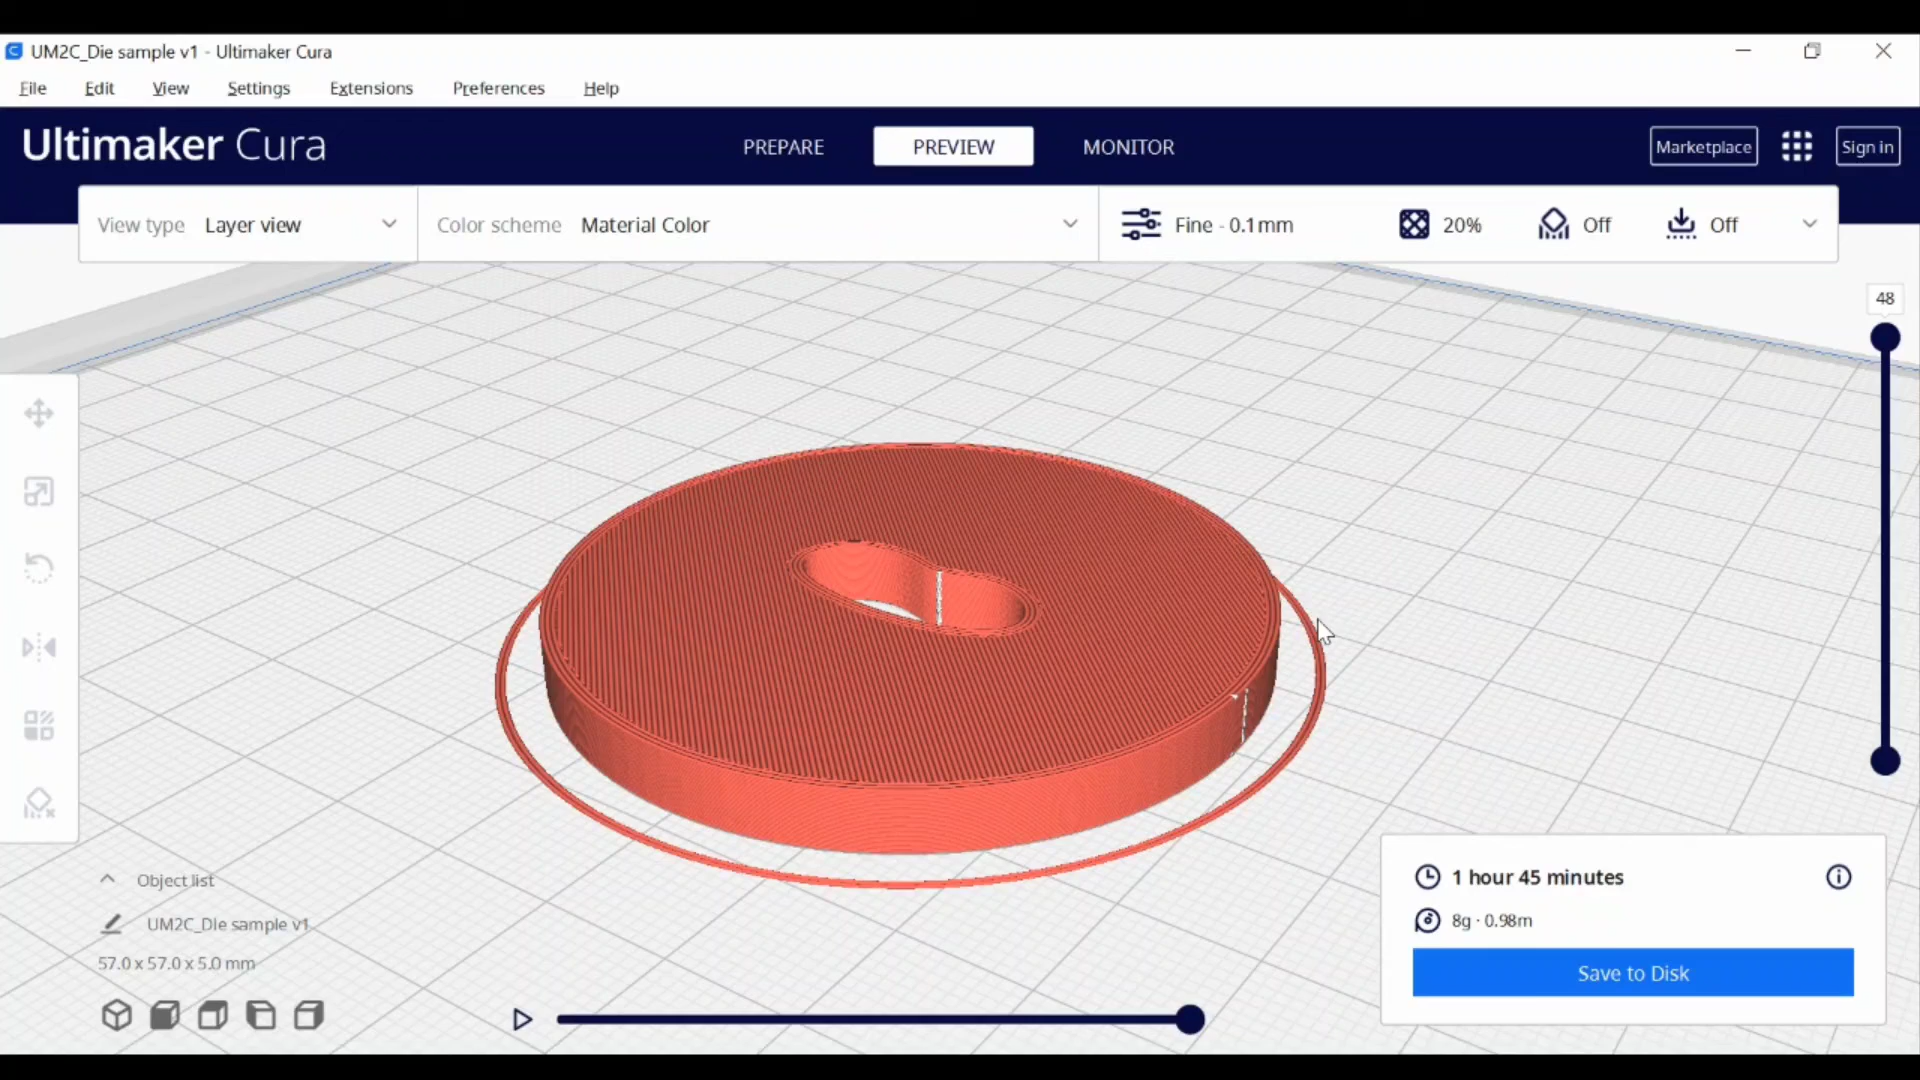 UM2C_Die sample v1 - Ultimaker Cura
File Edit View Settings Extensions Preferences Help
Ultimaker Cura
PREPARE PREVIEW MONITOR
Marketplace Sign in
View type Layer view Color scheme Material Color Fine - 0.1mm 20% Off Off
48
Object list
UM2C_DIe sample v1
57.0 x 57.0 x 5.0 mm
1 hour 45 minutes
8g · 0.98m
Save to Disk